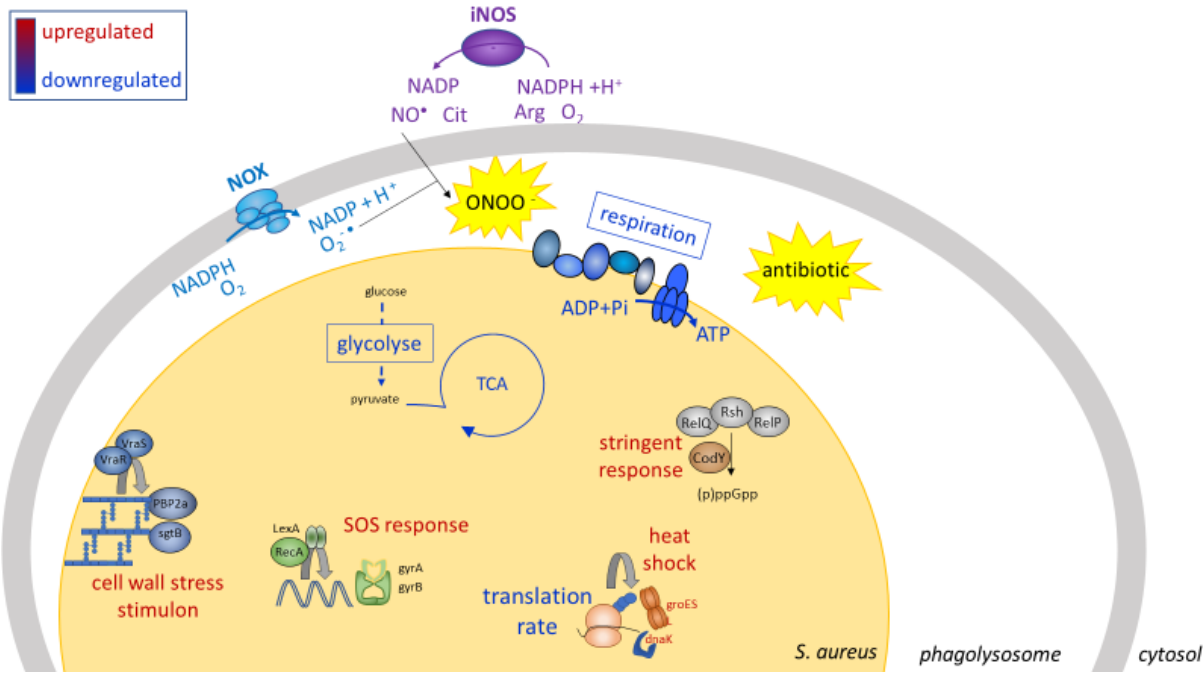 upregulated
downregulated
iNOS
NADP
NADPH +H⁺
NO• Cit
Arg O₂
NOX
NADP + H⁺
O₂⁻•
NADPH
O₂
ONOO⁻
respiration
antibiotic
ADP+Pi
ATP
glucose
glycolyse
pyruvate
TCA
RelQ
Rsh
RelP
stringent
response
CodY
(p)ppGpp
VraS
VraR
PBP2a
sgtB
cell wall stress
stimulon
LexA
RecA
SOS response
gyrA
gyrB
heat
shock
translation
rate
groES
L
dnaK
S. aureus
phagolysosome
cytosol